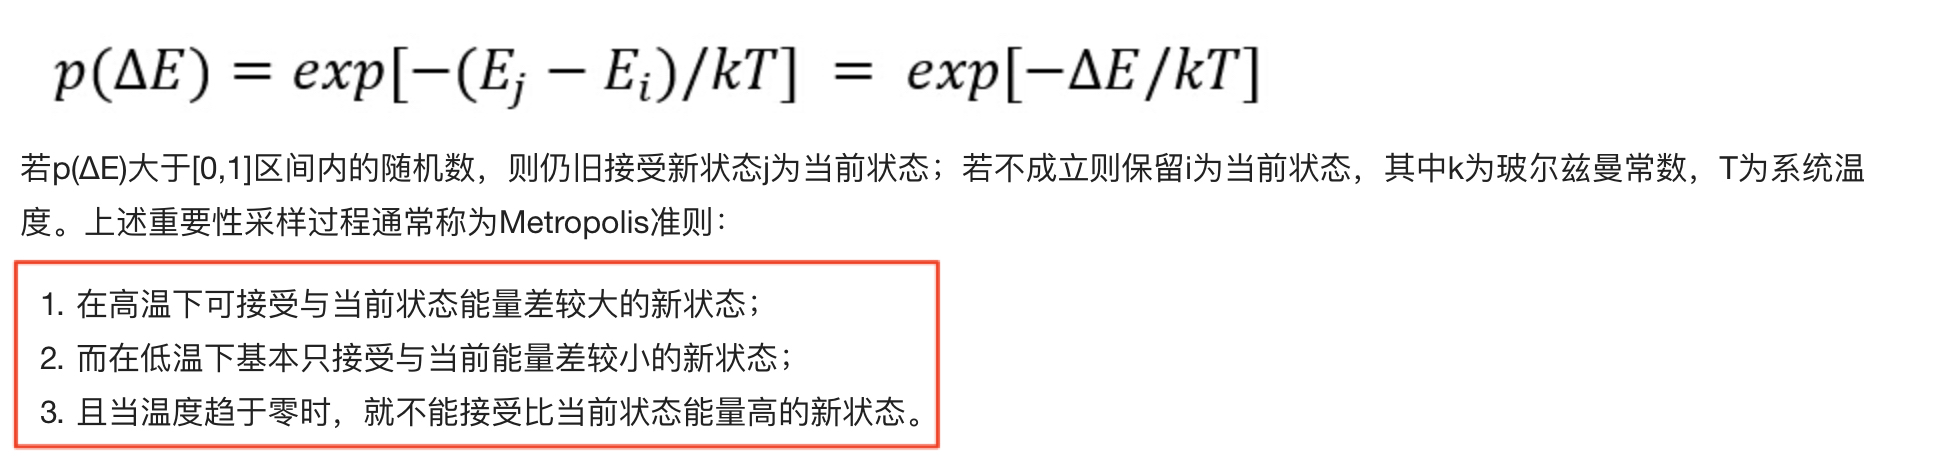 p(ΔE) = exp[−(Eⱼ − Eᵢ)/kT] = exp[−ΔE/kT]
若p(ΔE)大于[0,1]区间内的随机数，则仍旧接受新状态j为当前状态；若不成立则保留i为当前状态，其中k为玻尔兹曼常数，T为系统温
度。上述重要性采样过程通常称为Metropolis准则：
1. 在高温下可接受与当前状态能量差较大的新状态；
2. 而在低温下基本只接受与当前能量差较小的新状态；
3. 且当温度趋于零时，就不能接受比当前状态能量高的新状态。